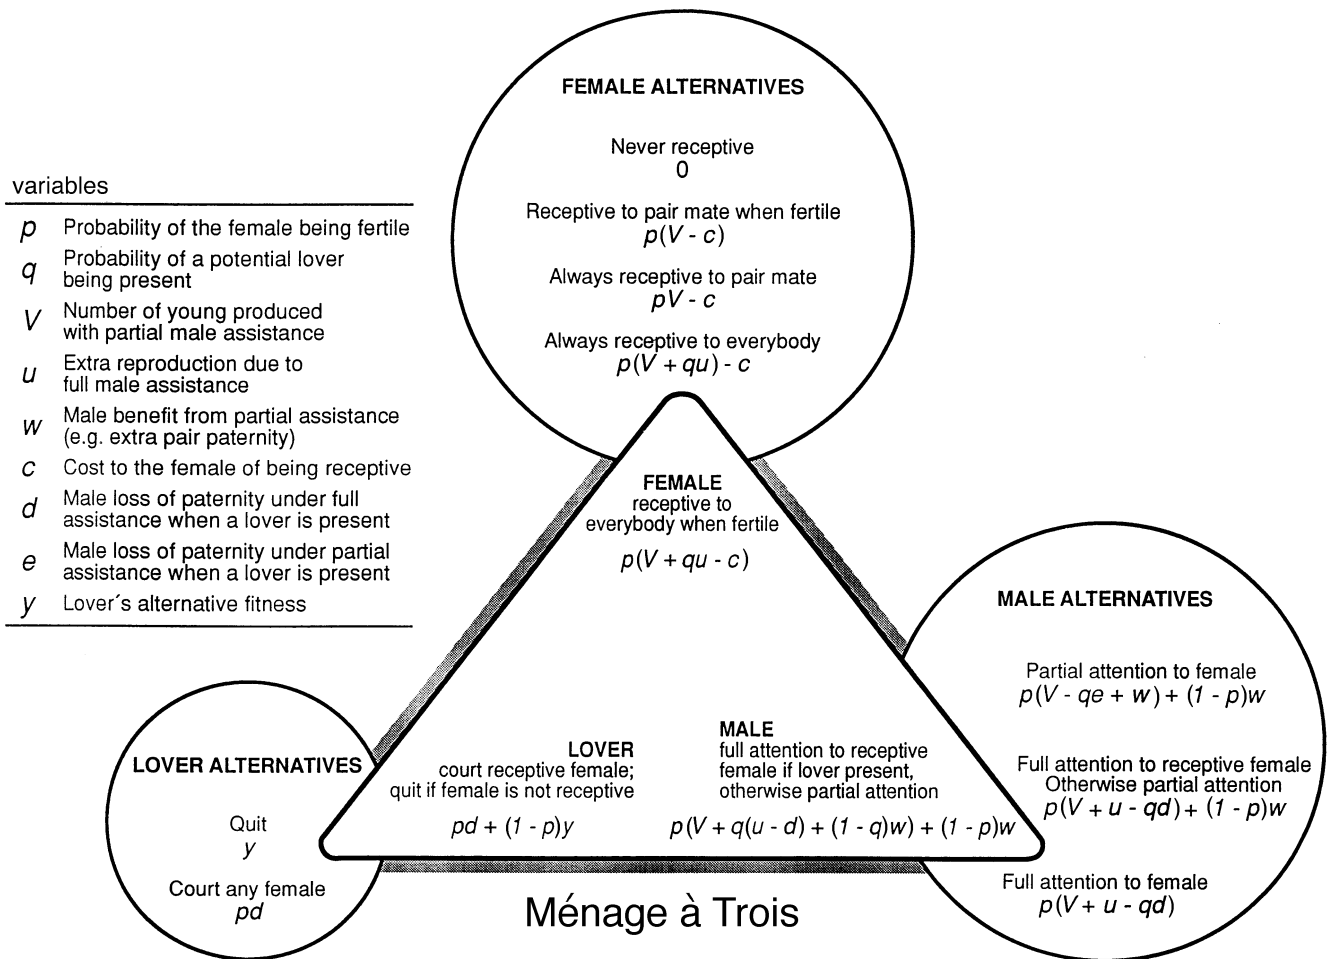 FEMALE ALTERNATIVES
Never receptive
0
Receptive to pair mate when fertile
p(V - c)
Always receptive to pair mate
pV - c
Always receptive to everybody
p(V + qu) - c
variables
p Probability of the female being fertile
q Probability of a potential lover
being present
V Number of young produced
with partial male assistance
u Extra reproduction due to
full male assistance
w Male benefit from partial assistance
(e.g. extra pair paternity)
c Cost to the female of being receptive
d Male loss of paternity under full
assistance when a lover is present
e Male loss of paternity under partial
assistance when a lover is present
y Lover´s alternative fitness
FEMALE
receptive to
everybody when fertile
p(V + qu - c)
LOVER ALTERNATIVES
Quit
y
Court any female
pd
LOVER
court receptive female;
quit if female is not receptive
pd + (1 - p)y
MALE
full attention to receptive
female if lover present,
otherwise partial attention
p(V + q(u - d) + (1 - q)w) + (1 - p)w
MALE ALTERNATIVES
Partial attention to female
p(V - qe + w) + (1 - p)w
Full attention to receptive female
Otherwise partial attention
p(V + u - qd) + (1 - p)w
Full attention to female
p(V + u - qd)
Ménage à Trois